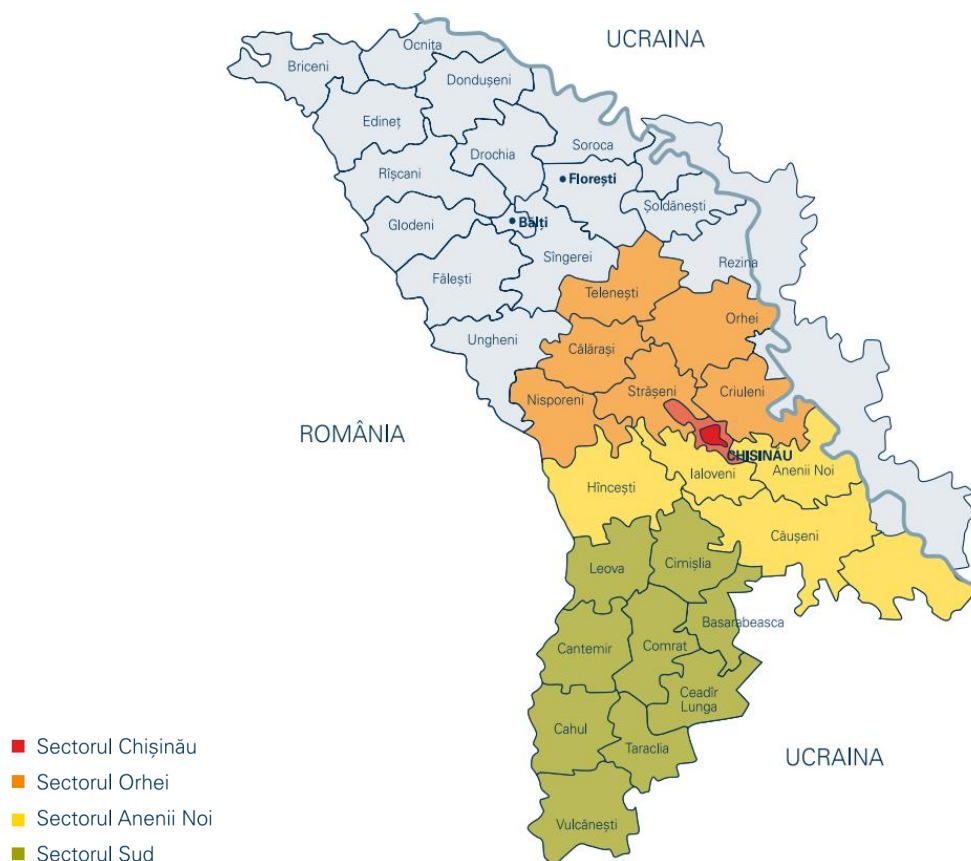 UCRAINA
Ocnița
Briceni
Dondușeni
Edineț
Soroca
Drochia
Rîșcani
Florești
Șoldănești
Glodeni
Bălți
Sîngerei
Rezina
Fălești
Telenești
Orhei
Ungheni
Călărași
Strășeni
Criuleni
Nisporeni
ROMÂNIA
CHIȘINĂU
Ialoveni
Anenii Noi
Hîncești
Căușeni
Leova
Cimișlia
Basarabeasca
Cantemir
Comrat
Ceadîr
Lunga
Cahul
Taraclia
UCRAINA
Vulcănești
Sectorul Chișinău
Sectorul Orhei
Sectorul Anenii Noi
Sectorul Sud